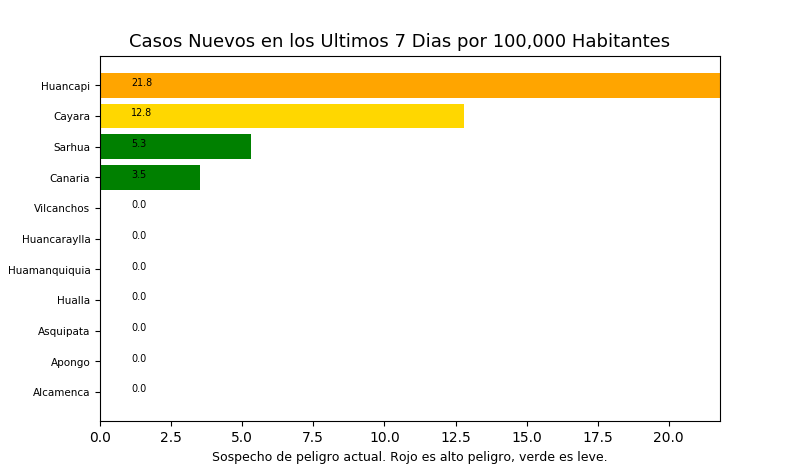 Casos Nuevos en los Ultimos 7 Dias por 100,000 Habitantes
Huancapi 21.8
Cayara 12.8
Sarhua 5.3
Canaria 3.5
Vilcanchos 0.0
Huancaraylla 0.0
Huamanquiquia 0.0
Hualla 0.0
Asquipata 0.0
Apongo 0.0
Alcamenca 0.0
0.0 2.5 5.0 7.5 10.0 12.5 15.0 17.5 20.0
Sospecho de peligro actual. Rojo es alto peligro, verde es leve.